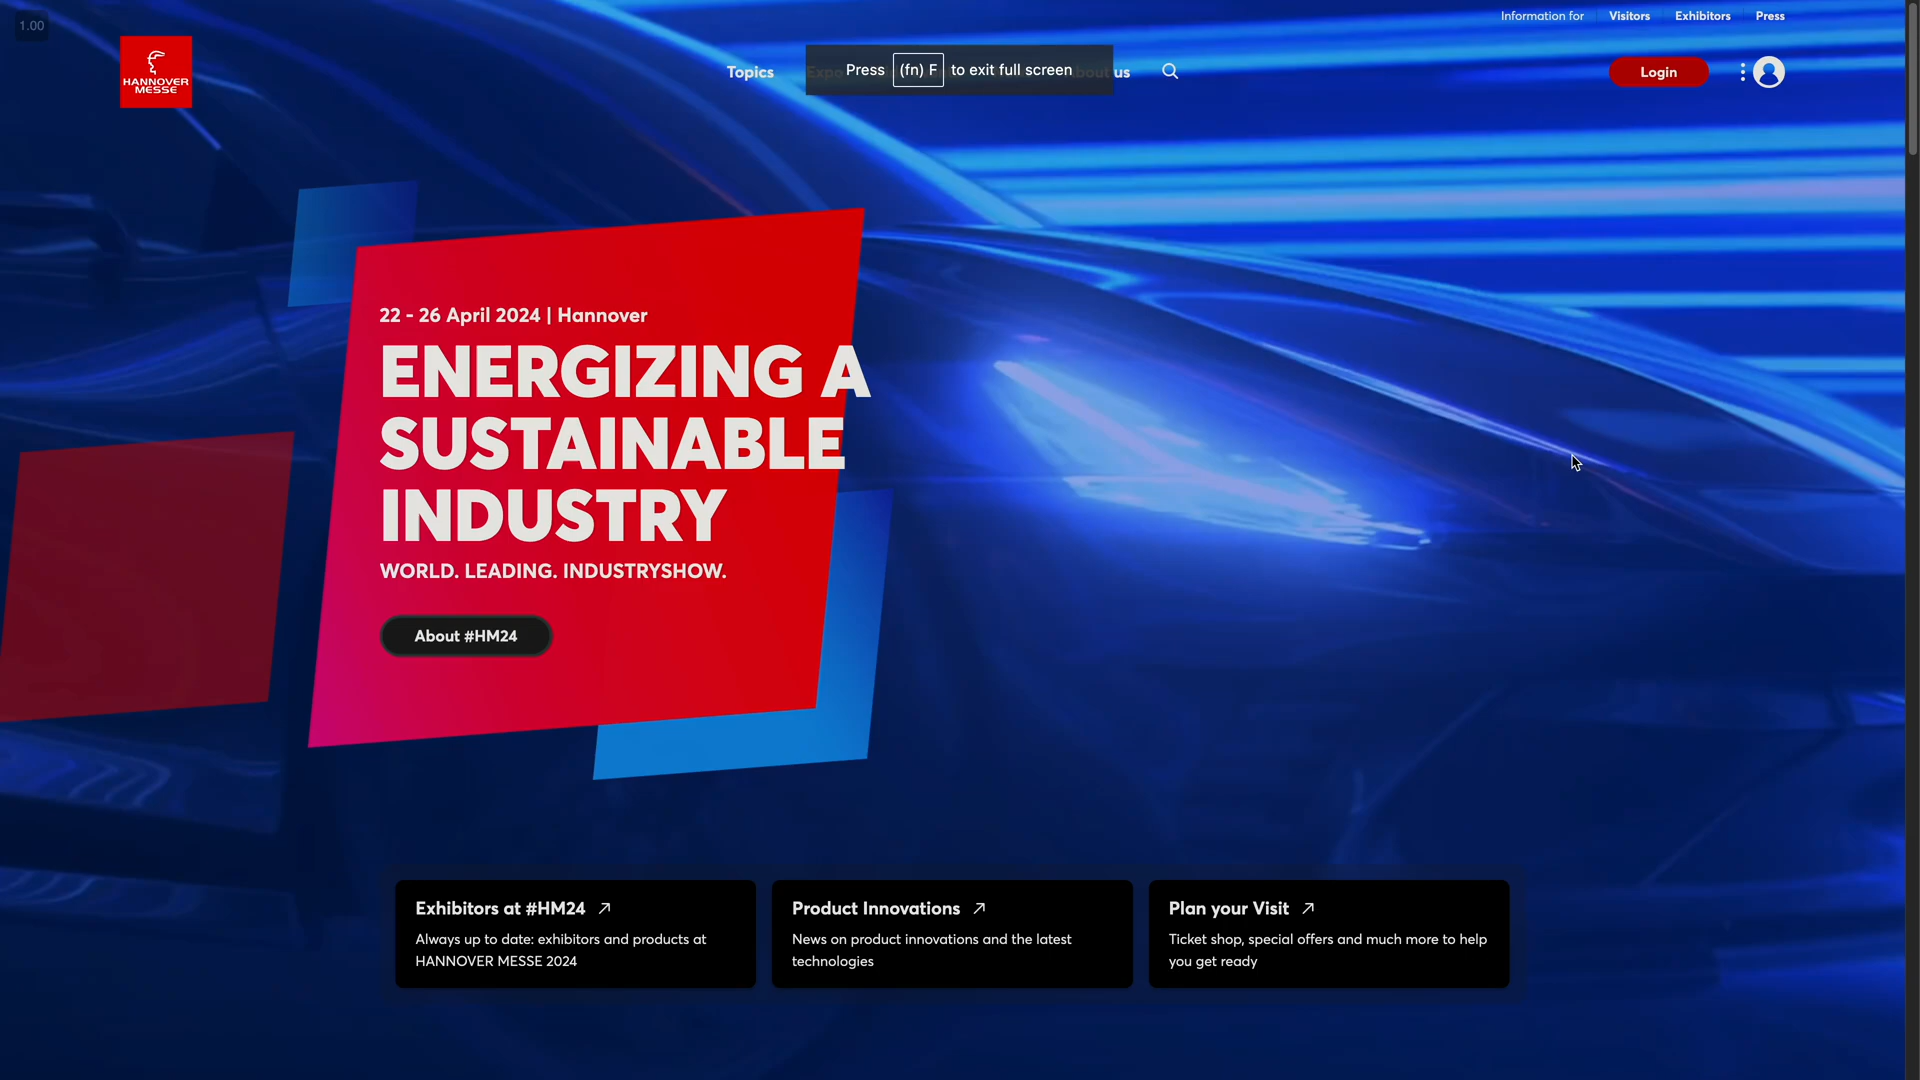 1.00
Information for
Visitors
Exhibitors
Press
HANNOVER
MESSE
Topics
Expo
Press (fn) F to exit full screen
us
Login
22 - 26 April 2024 | Hannover
ENERGIZING A
SUSTAINABLE
INDUSTRY
WORLD. LEADING. INDUSTRYSHOW.
About #HM24
Exhibitors at #HM24
Always up to date: exhibitors and products at
HANNOVER MESSE 2024
Product Innovations
News on product innovations and the latest
technologies
Plan your Visit
Ticket shop, special offers and much more to help
you get ready